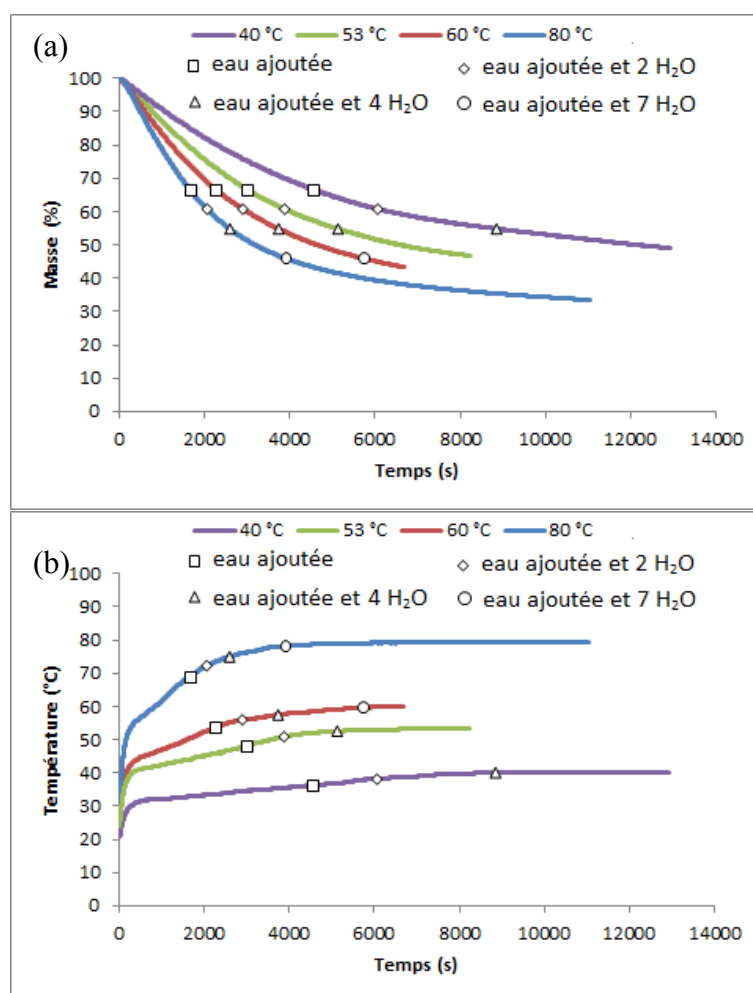 (a)
40 °C 53 °C 60 °C 80 °C
eau ajoutée eau ajoutée et 2 H₂O
eau ajoutée et 4 H₂O eau ajoutée et 7 H₂O
100
90
80
70
60
50
40
30
20
10
0
Masse (%)
0 2000 4000 6000 8000 10000 12000 14000
Temps (s)
(b)
40 °C 53 °C 60 °C 80 °C
eau ajoutée eau ajoutée et 2 H₂O
eau ajoutée et 4 H₂O eau ajoutée et 7 H₂O
100
90
80
70
60
50
40
30
20
10
0
Température (°C)
0 2000 4000 6000 8000 10000 12000 14000
Temps (s)